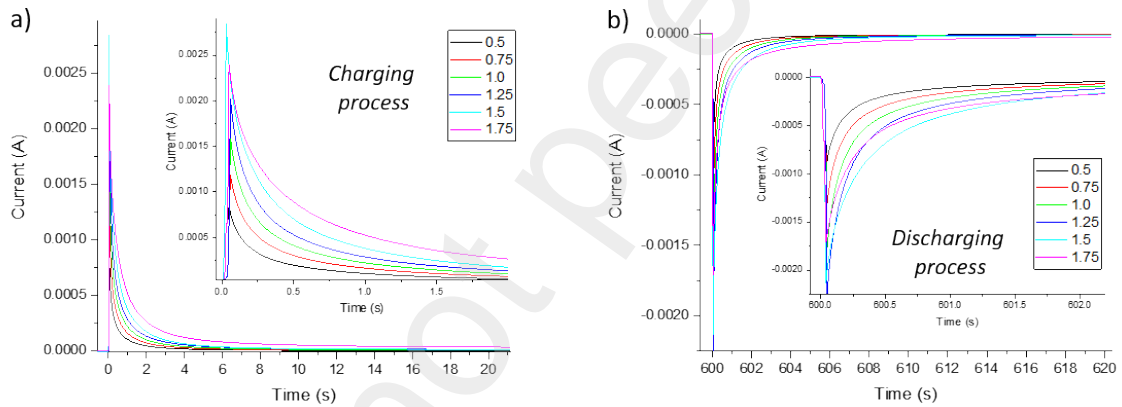 a)
Current (A)
0.0025
0.0020
0.0015
0.0010
0.0005
0.0000
0 2 4 6 8 10 12 14 16 18 20
Time (s)
Current (A)
0.0025
0.0020
0.0015
0.0010
0.0005
0.0 0.5 1.0 1.5
Time (s)
Charging
process
0.5
0.75
1.0
1.25
1.5
1.75
b)
Current (A)
0.0000
-0.0005
-0.0010
-0.0015
-0.0020
600 602 604 606 608 610 612 614 616 618 620
Time (s)
Current (A)
0.0000
-0.0005
-0.0010
-0.0015
-0.0020
600.0 600.5 601.0 601.5 602.0
Time (s)
Discharging
process
0.5
0.75
1.0
1.25
1.5
1.75
not pee